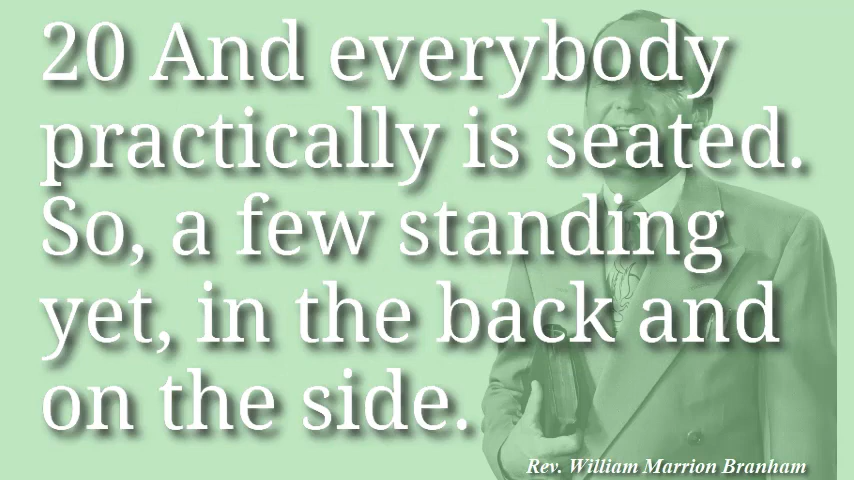 20 And everybody
practically is seated.
So, a few standing
yet, in the back and
on the side.
Rev. William Marrion Branham